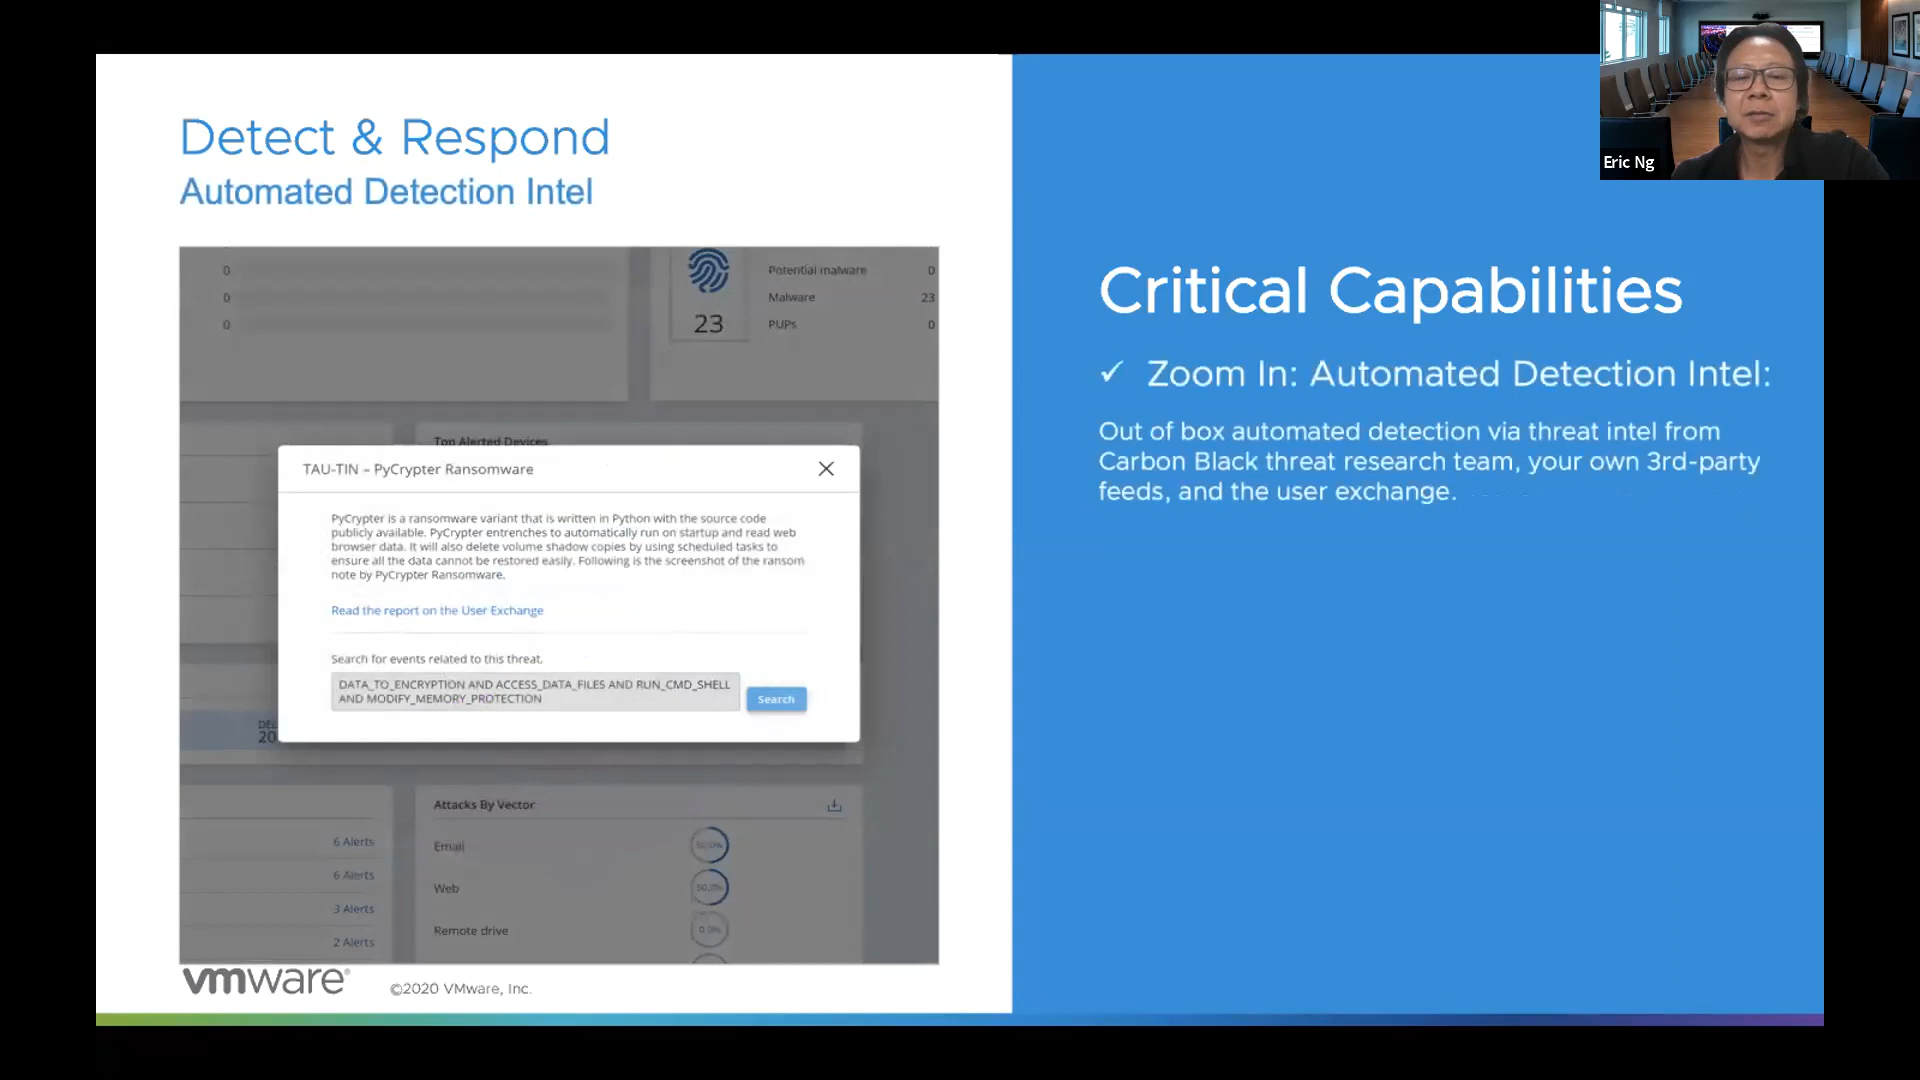 Eric Ng
Detect & Respond
Automated Detection Intel
0
0
0
23
Potential malware 0
Malware 23
PUPs 0
Top Alerted Devices
TAU-TIN – PyCrypter Ransomware
PyCrypter is a ransomware variant that is written in Python with the source code
publicly available. PyCrypter entrenches to automatically run on startup and read web
browser data. It will also delete volume shadow copies by using scheduled tasks to
ensure all the data cannot be restored easily. Following is the screenshot of the ransom
note by PyCrypter Ransomware.
Read the report on the User Exchange
Search for events related to this threat.
DATA_TO_ENCRYPTION AND ACCESS_DATA_FILES AND RUN_CMD_SHELL
AND MODIFY_MEMORY_PROTECTION
Search
20
6 Alerts
6 Alerts
3 Alerts
2 Alerts
Attacks By Vector
Email
Web
Remote drive 0.0%
vmware®
©2020 VMware, Inc.
Critical Capabilities
✓ Zoom In: Automated Detection Intel:
Out of box automated detection via threat intel from
Carbon Black threat research team, your own 3rd-party
feeds, and the user exchange.